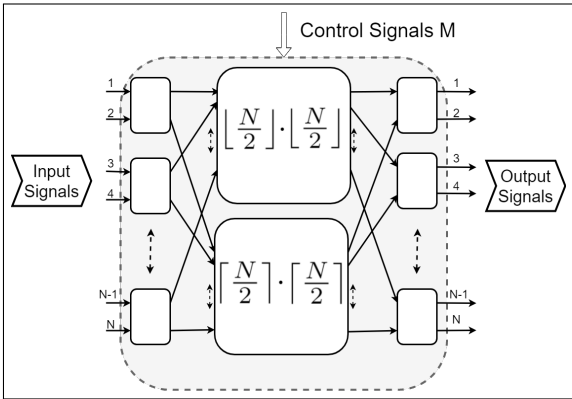 Control Signals M
1
2
3
4
N-1
N
Input
Signals
⌊N/2⌋·⌊N/2⌋
⌈N/2⌉·⌈N/2⌉
1
2
3
4
N-1
N
Output
Signals